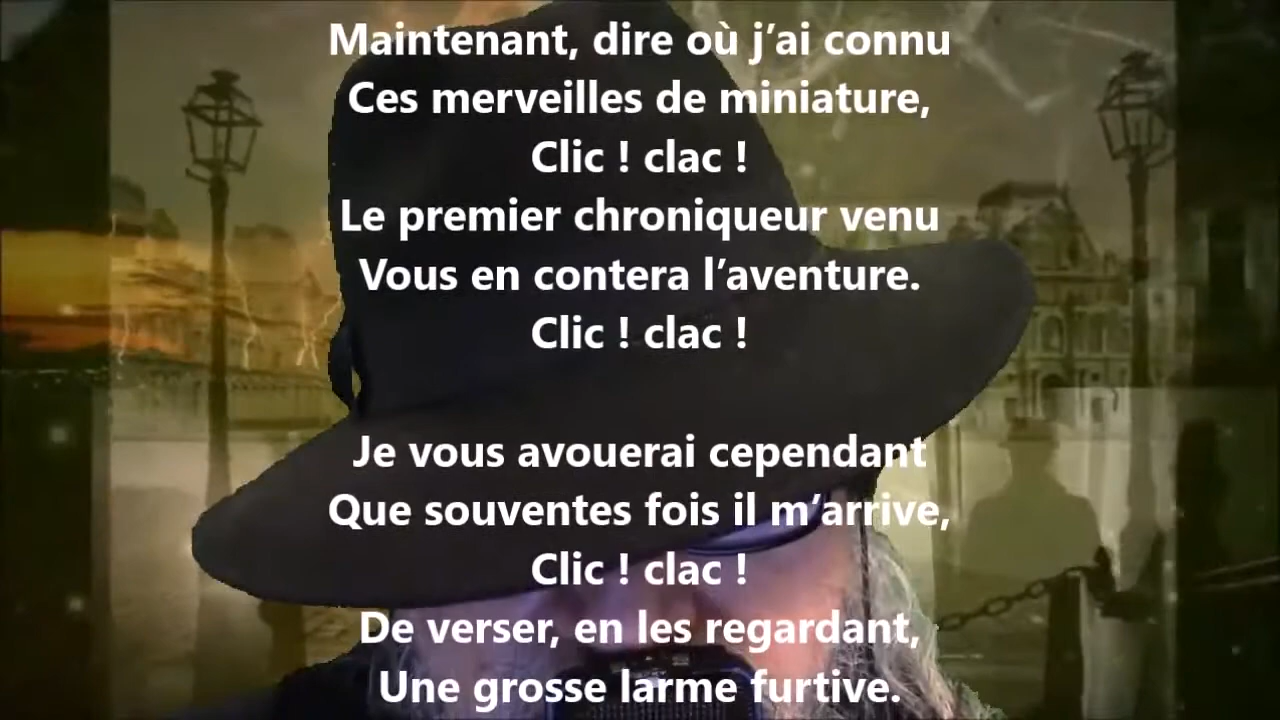 Maintenant, dire où j’ai connu
Ces merveilles de miniature,
Clic ! clac !
Le premier chroniqueur venu
Vous en contera l’aventure.
Clic ! clac !
Je vous avouerai cependant
Que souventes fois il m’arrive,
Clic ! clac !
De verser, en les regardant,
Une grosse larme furtive.